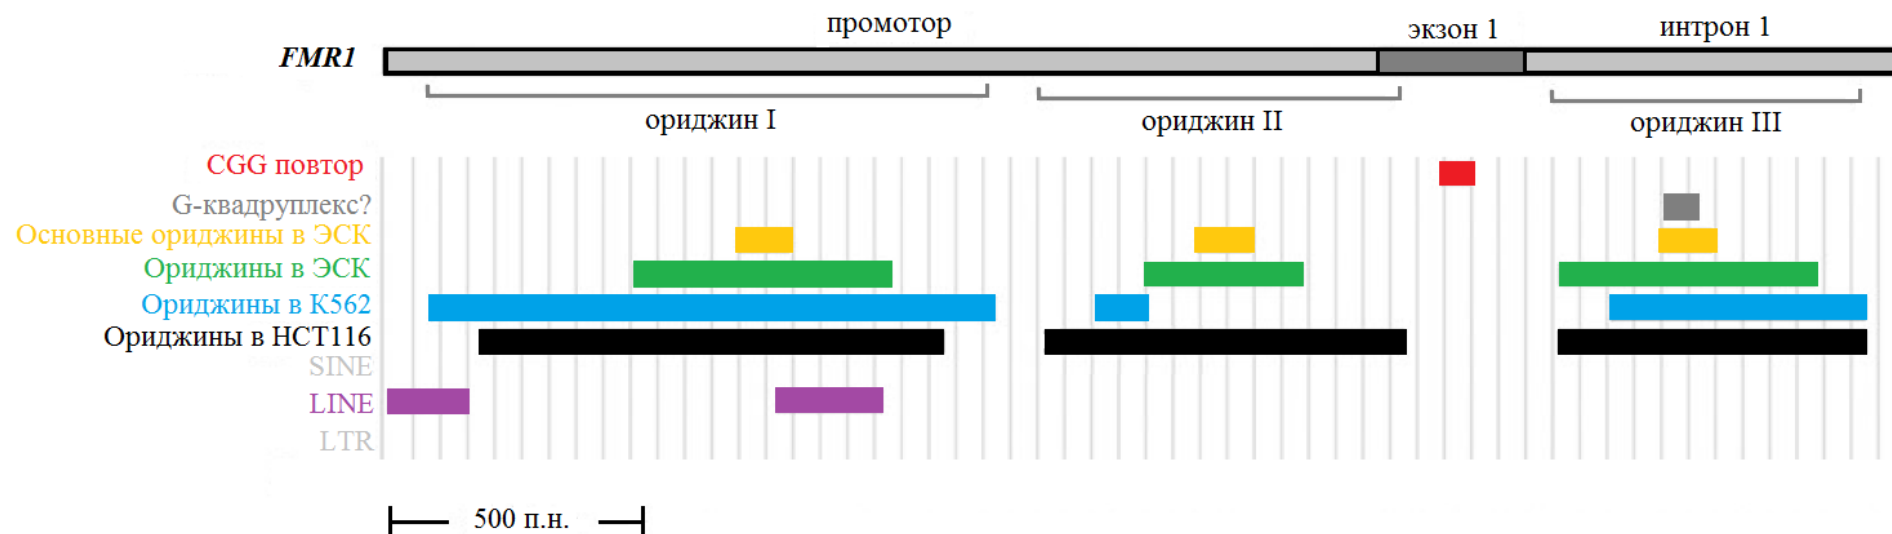 промотор
экзон 1
интрон 1
FMR1
ориджин I
ориджин II
ориджин III
CGG повтор
G-квадруплекс?
Основные ориджины в ЭСК
Ориджины в ЭСК
Ориджины в K562
Ориджины в HCT116
SINE
LINE
LTR
500 п.н.